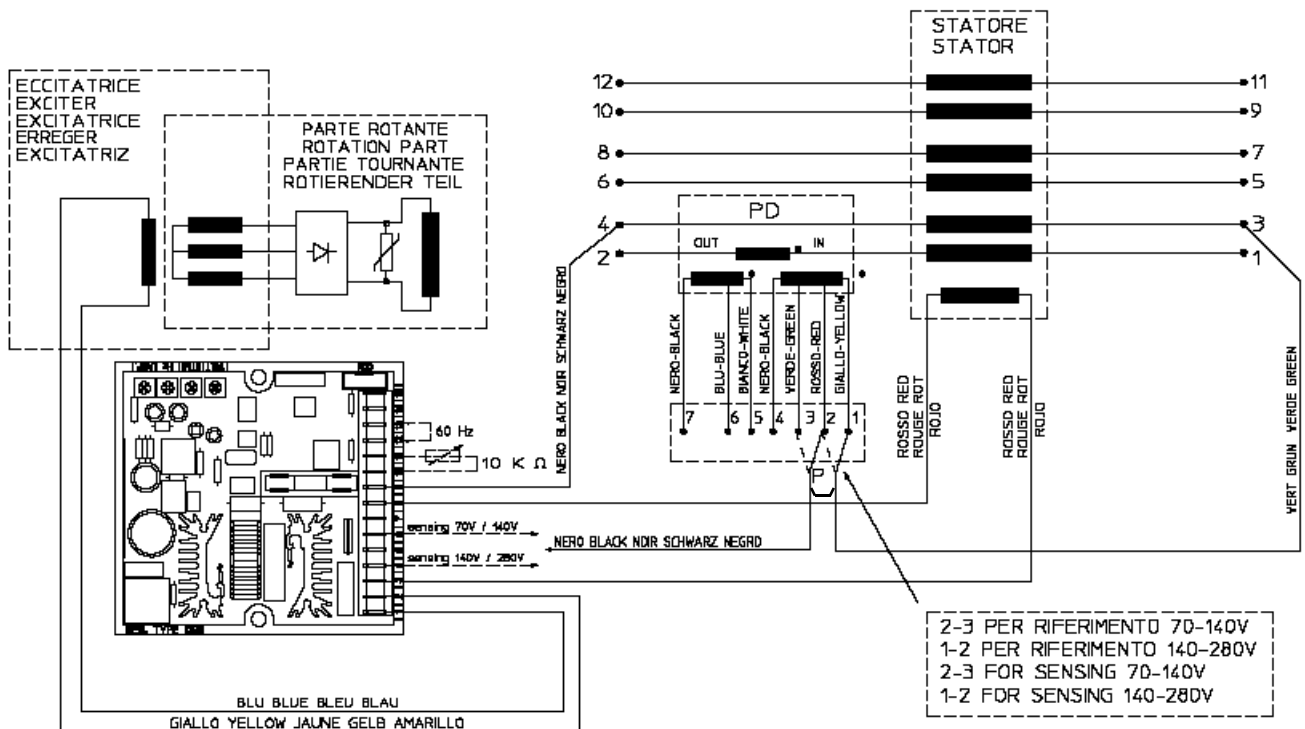 STATORE
STATOR
ECCITATRICE
EXCITER
EXCITATRICE
ERREGER
EXCITATRIZ
PARTE ROTANTE
ROTATION PART
PARTIE TOURNANTE
ROTIERENDER TEIL
12
11
10
9
8
7
6
5
4
3
2
1
PD
OUT
IN
NERO-BLACK
BLU-BLUE
BIANCO-WHITE
NERO-BLACK
VERDE-GREEN
ROSSO-RED
GIALLO-YELLOW
7
6
5
4
3
2
1
P
NERO BLACK NOIR SCHWARZ NEGRO
ROSSO RED
ROUGE ROT
ROJO
ROSSO RED
ROUGE ROT
ROJO
VERT GRUN VERDE GREEN
60 Hz
10 K Ω
sensing 70V / 140V
NERO BLACK NOIR SCHWARZ NEGRO
sensing 140V / 280V
2-3 PER RIFERIMENTO 70-140V
1-2 PER RIFERIMENTO 140-280V
2-3 FOR SENSING 70-140V
1-2 FOR SENSING 140-280V
BLU BLUE BLEU BLAU
GIALLO YELLOW JAUNE GELB AMARILLO